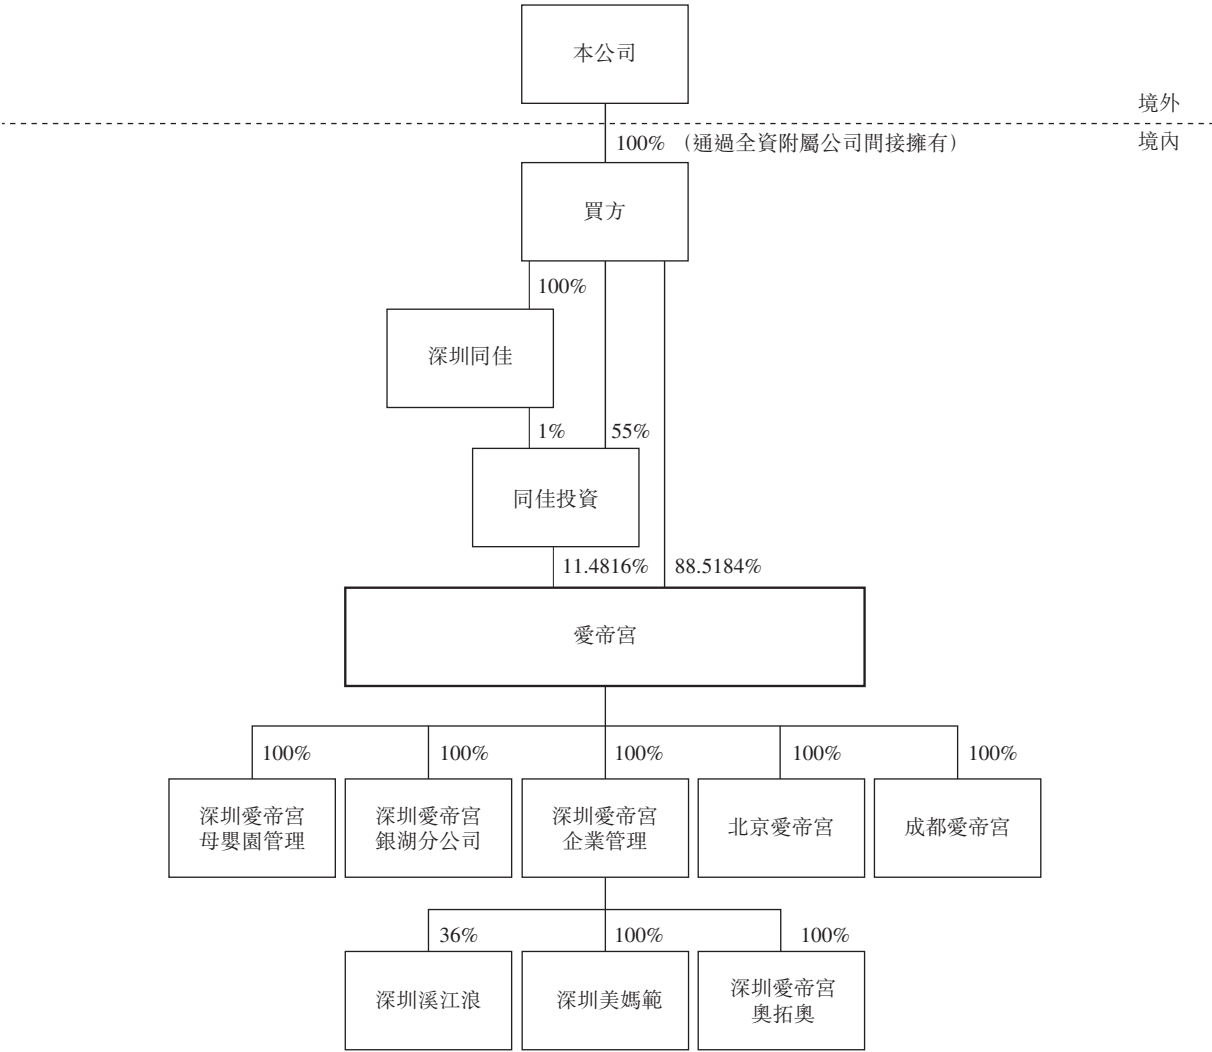 本公司
境外
100%（通過全資附屬公司間接擁有）
境內
買方
100%
深圳同佳
1%
55%
同佳投資
11.4816%
88.5184%
愛帝宮
100%
100%
100%
100%
100%
深圳愛帝宮
母嬰園管理
深圳愛帝宮
銀湖分公司
深圳愛帝宮
企業管理
北京愛帝宮
成都愛帝宮
36%
100%
100%
深圳溪江浪
深圳美媽範
深圳愛帝宮
奧拓奧